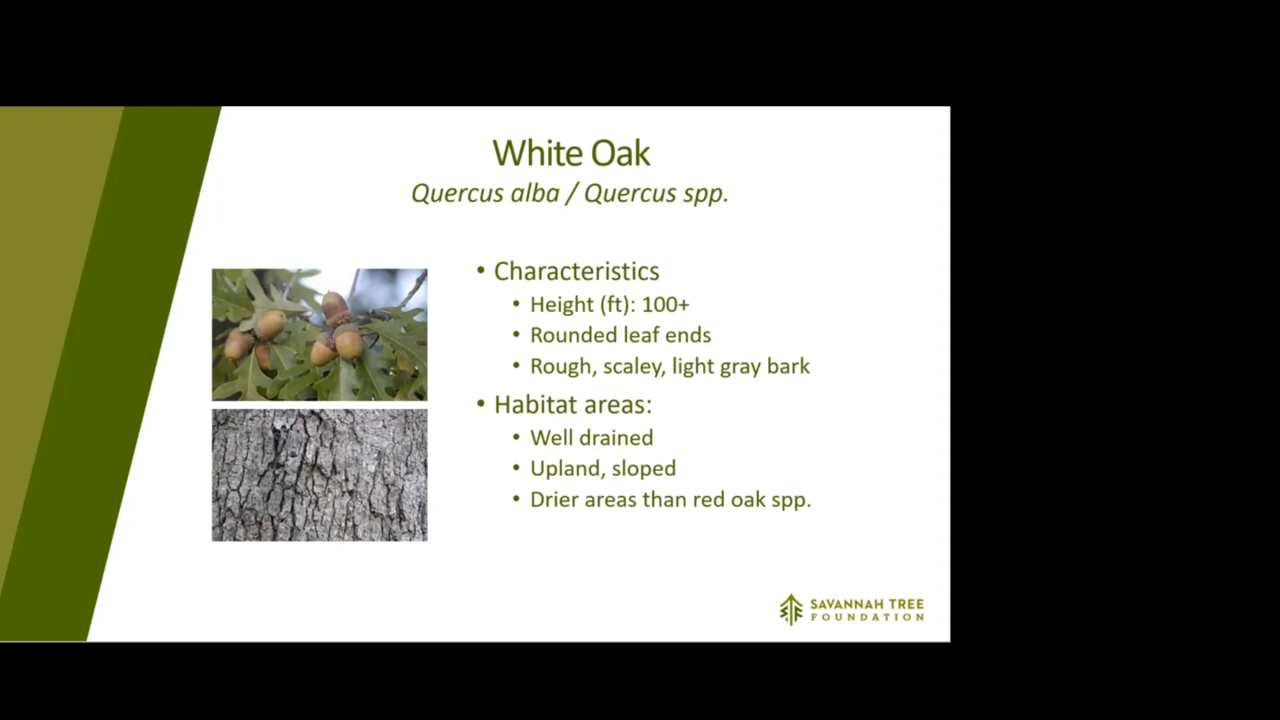 White Oak
Quercus alba / Quercus spp.
• Characteristics
• Height (ft): 100+
• Rounded leaf ends
• Rough, scaley, light gray bark
• Habitat areas:
• Well drained
• Upland, sloped
• Drier areas than red oak spp.
SAVANNAH TREE
FOUNDATION